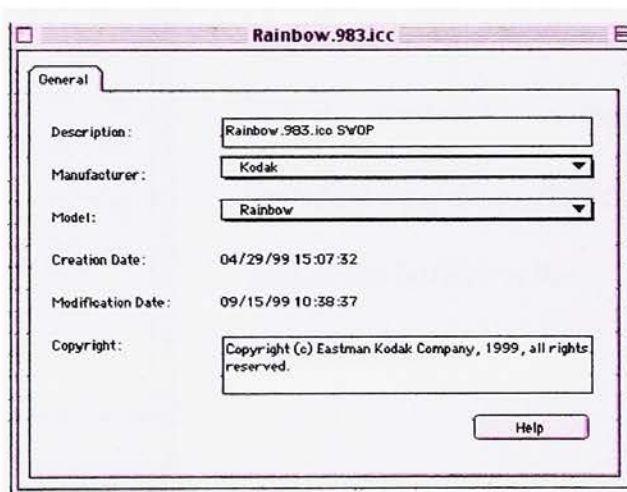 Rainbow.983.icc
General
Description: Rainbow.983.icc SWOP
Manufacturer: Kodak
Model: Rainbow
Creation Date: 04/29/99 15:07:32
Modification Date: 09/15/99 10:38:37
Copyright: Copyright (c) Eastman Kodak Company, 1999, all rights
reserved.
Help